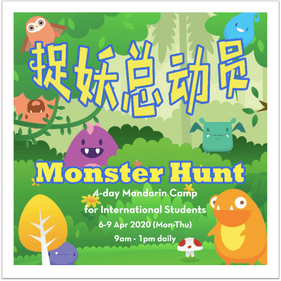 捉妖总动员
Monster Hunt
4-day Mandarin Camp
for International Students
6-9 Apr 2020 (Mon-Thu)
9am - 1pm daily